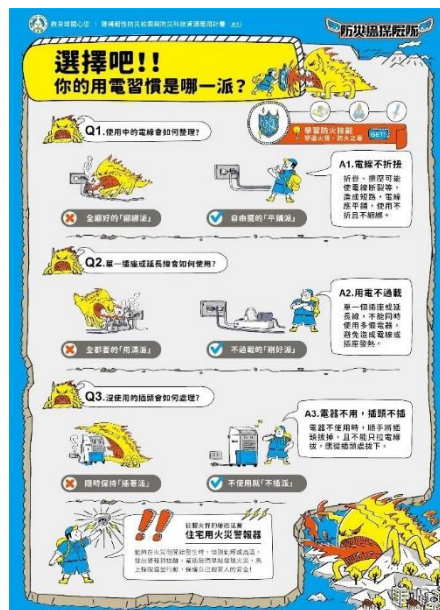 防災島探險隊
選擇吧!!
你的用電習慣是哪一派?
學習防火技能
GET!
Q1.使用中的電線會如何整理?
全綁好的「綑綁派」
自由擺的「平鋪派」
A1.電線不折扭
折扭、擠壓可能
使電線斷裂等,
造成短路,電線
應平鋪,使用不
折且不綑綁。
Q2.單一插座或延長線會如何使用?
全都要的「用滿派」
不過載的「剛好派」
A2.用電不過載
單一個插座或延
長線,不能同時
使用多個電器,
避免造成電線或
插座發熱。
Q3.沒使用的插頭會如何處理?
隨時保持「插著派」
不使用就「不插派」
A3.電器不用,插頭不插
電器不使用時,順手將插
頭拔掉,且不能只拉電線
拔,應從插頭處拔下。
住宅用火災警報器